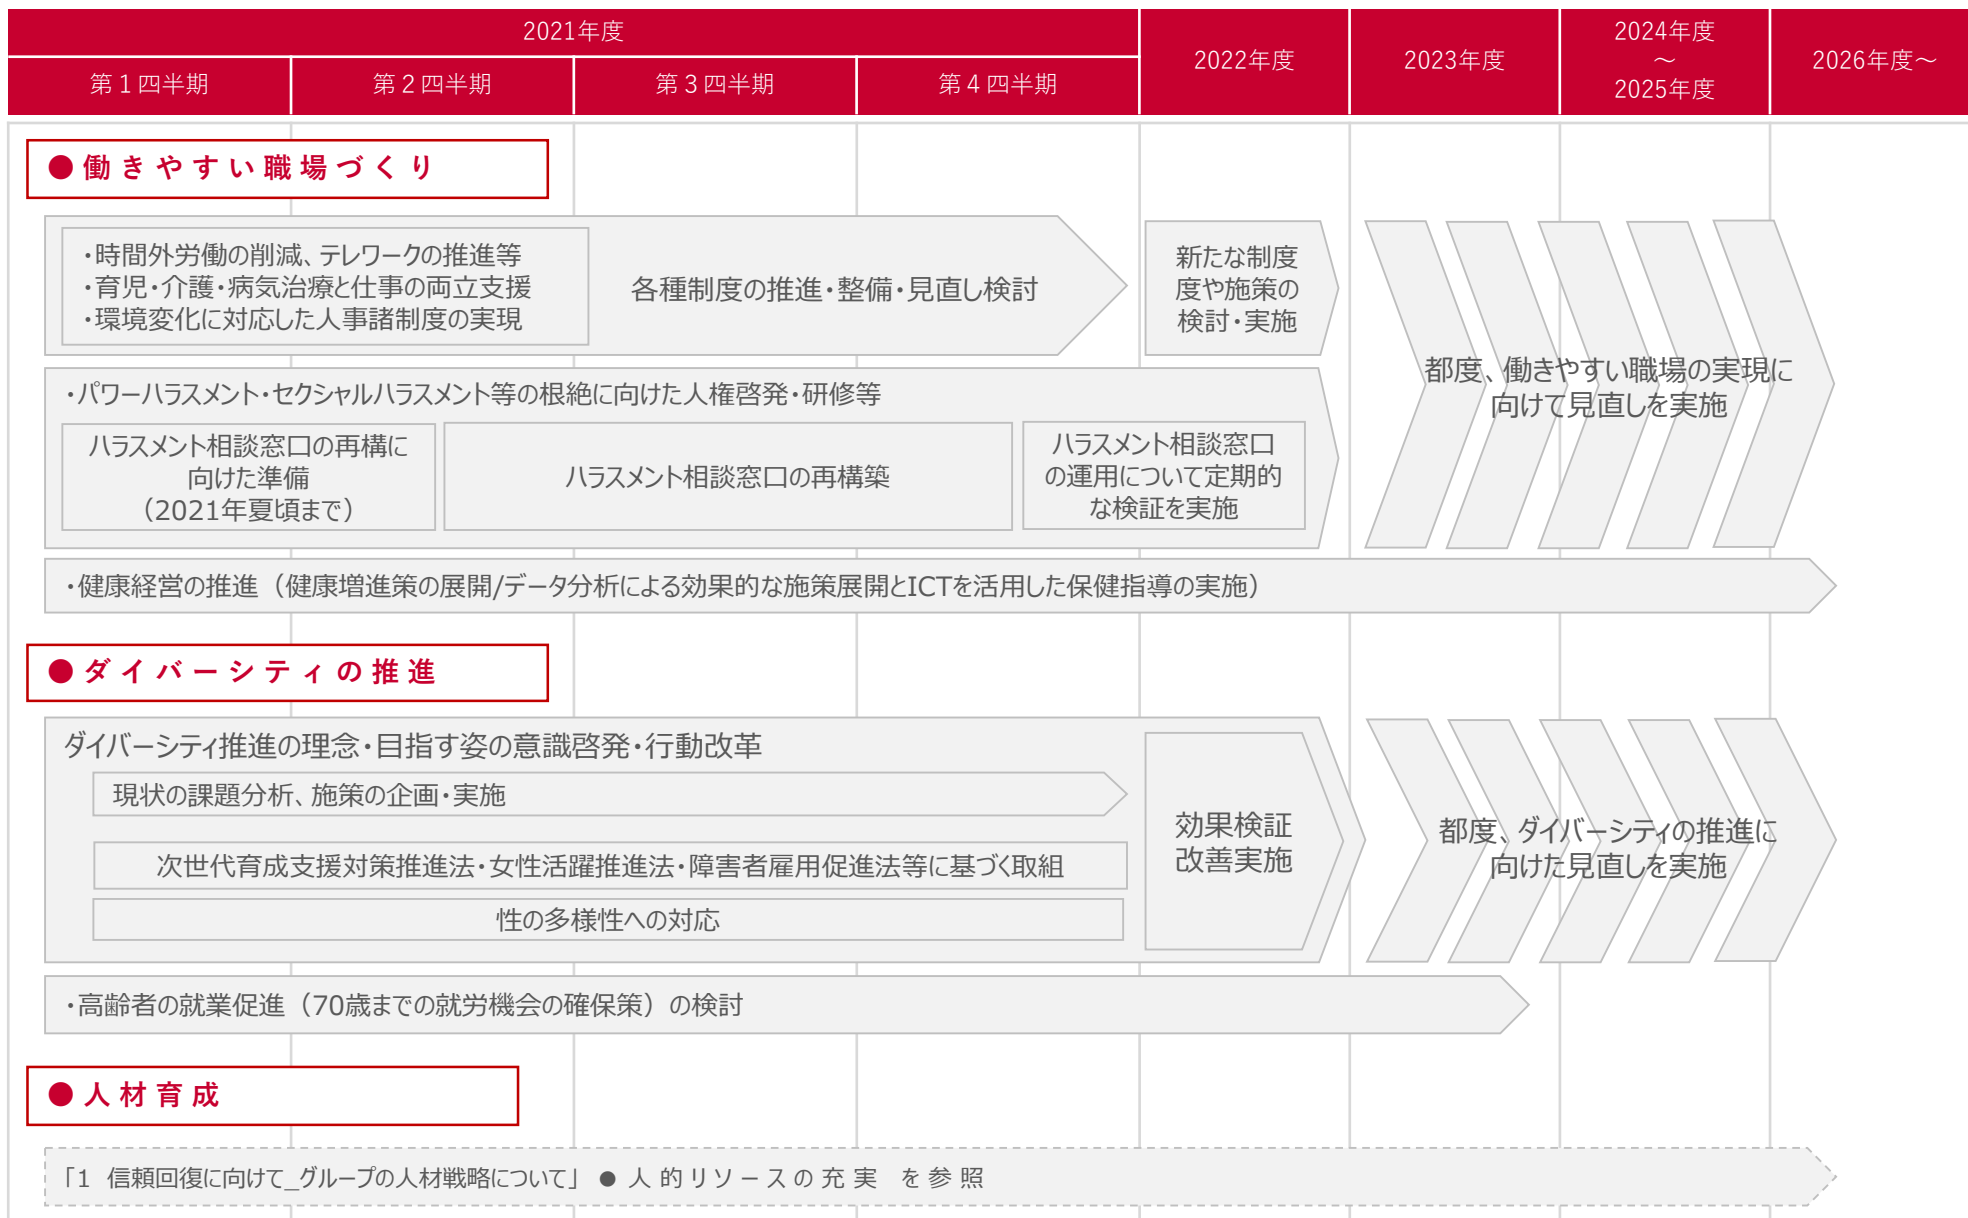 2021年度
2022年度
2023年度
2024年度
～
2025年度
2026年度～
第１四半期
第２四半期
第３四半期
第４四半期
●働きやすい職場づくり
・時間外労働の削減、テレワークの推進等
・育児・介護・病気治療と仕事の両立支援
・環境変化に対応した人事諸制度の実現
各種制度の推進・整備・見直し検討
新たな制度
度や施策の
検討・実施
・パワーハラスメント・セクシャルハラスメント等の根絶に向けた人権啓発・研修等
ハラスメント相談窓口の再構に
向けた準備
（2021年夏頃まで）
ハラスメント相談窓口の再構築
ハラスメント相談窓口
の運用について定期的
な検証を実施
都度、働きやすい職場の実現に
向けて見直しを実施
・健康経営の推進（健康増進策の展開/データ分析による効果的な施策展開とICTを活用した保健指導の実施）
●ダイバーシティの推進
ダイバーシティ推進の理念・目指す姿の意識啓発・行動改革
現状の課題分析、施策の企画・実施
次世代育成支援対策推進法・女性活躍推進法・障害者雇用促進法等に基づく取組
性の多様性への対応
効果検証
改善実施
都度、ダイバーシティの推進に
向けた見直しを実施
・高齢者の就業促進（70歳までの就労機会の確保策）の検討
●人材育成
「1 信頼回復に向けて_グループの人材戦略について」 ● 人的リソースの充実 を参照